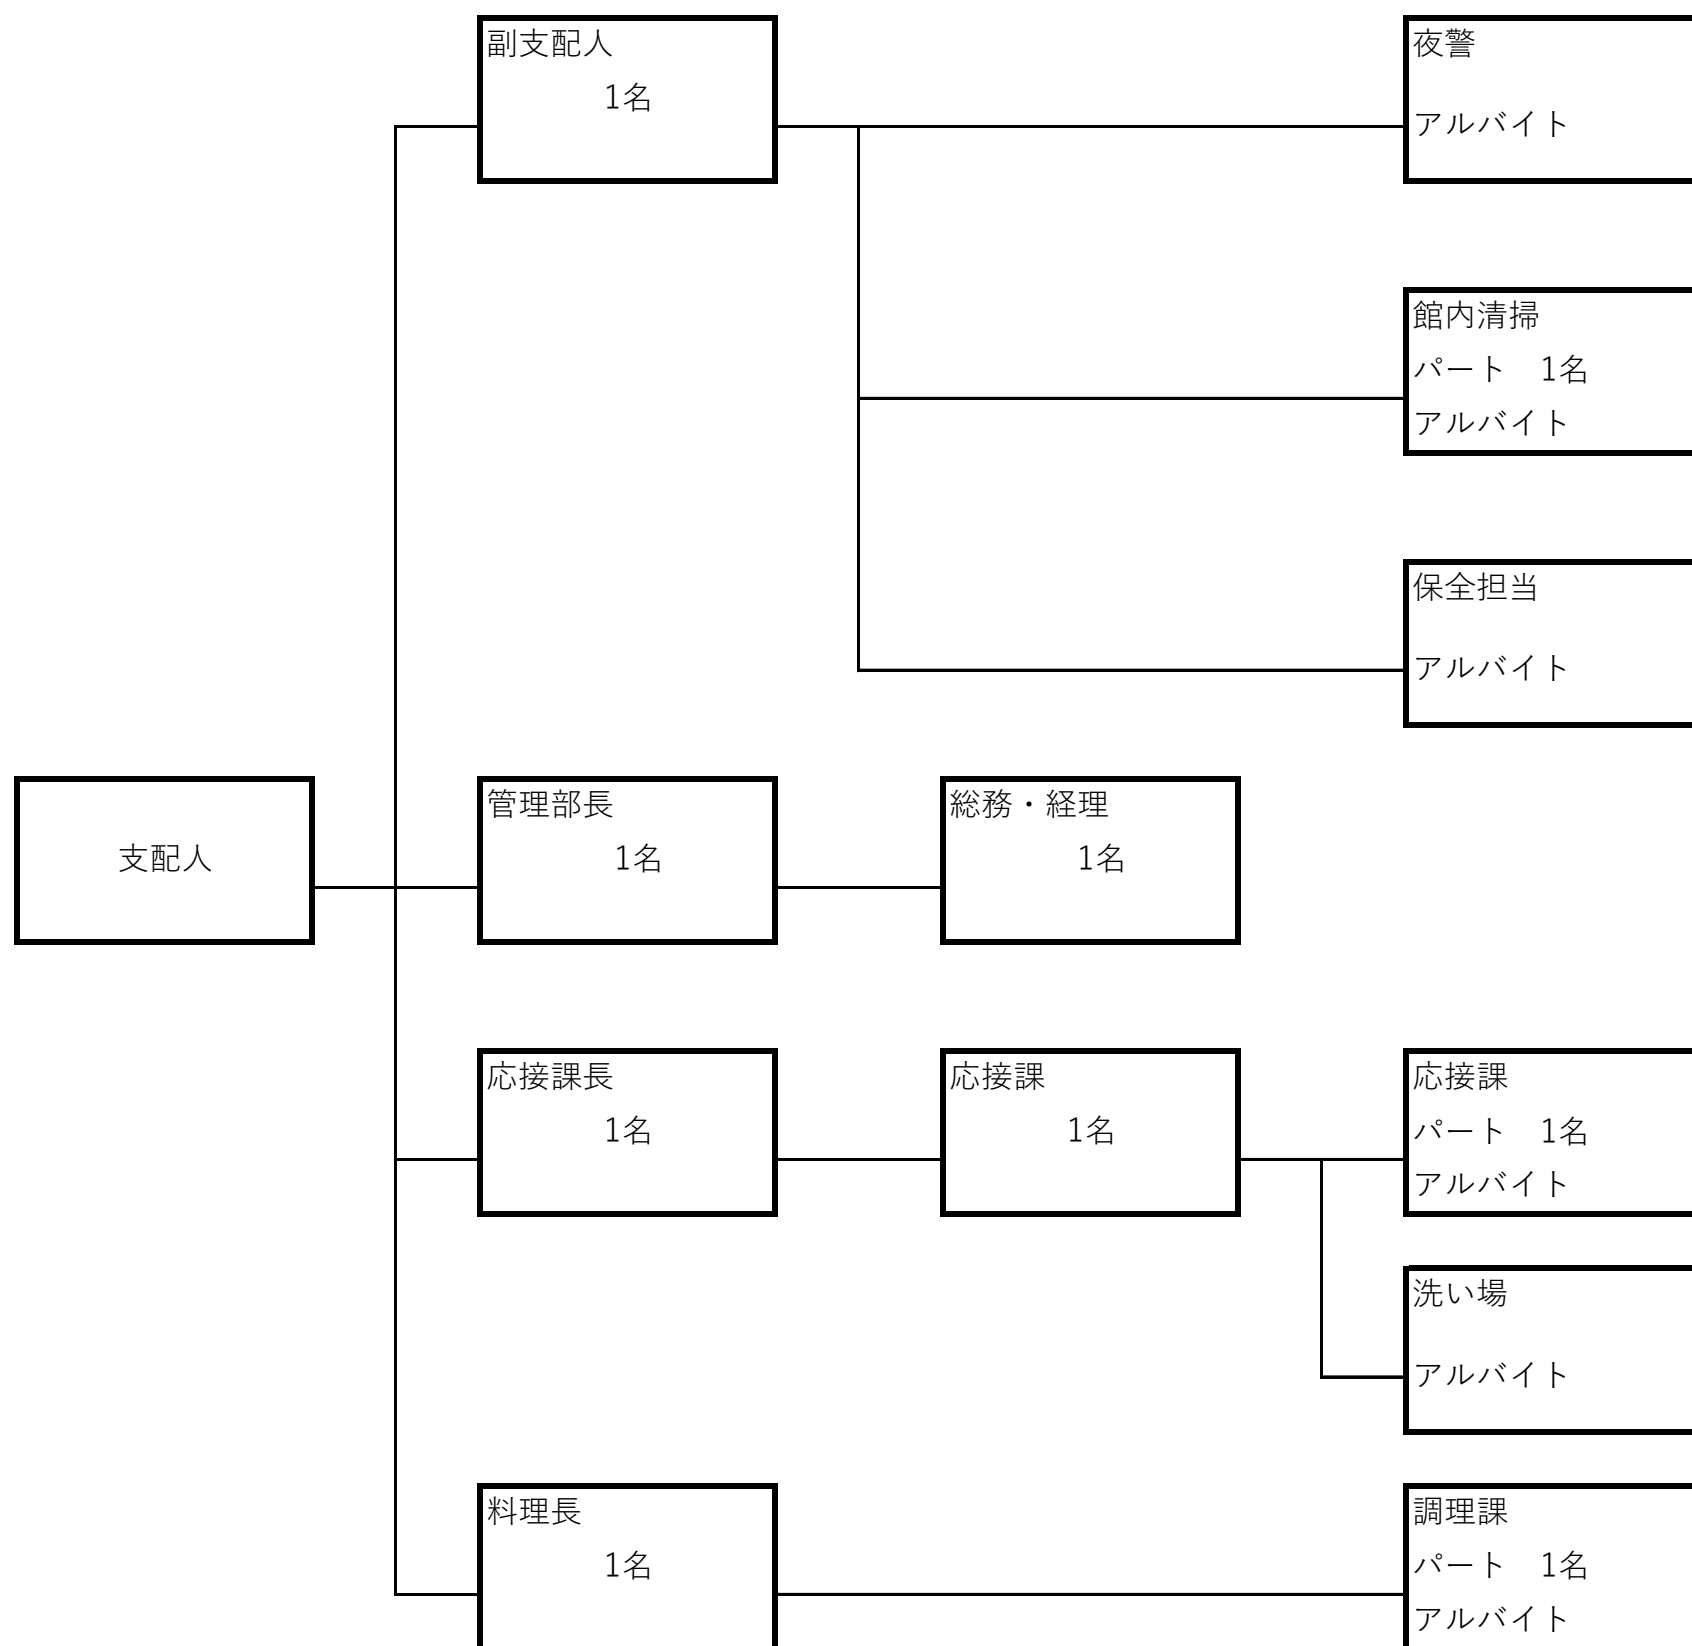 副支配人
1名
夜警
アルバイト
館内清掃
パート　1名
アルバイト
保全担当
アルバイト
支配人
管理部長
1名
総務・経理
1名
応接課長
1名
応接課
1名
応接課
パート　1名
アルバイト
洗い場
アルバイト
料理長
1名
調理課
パート　1名
アルバイト